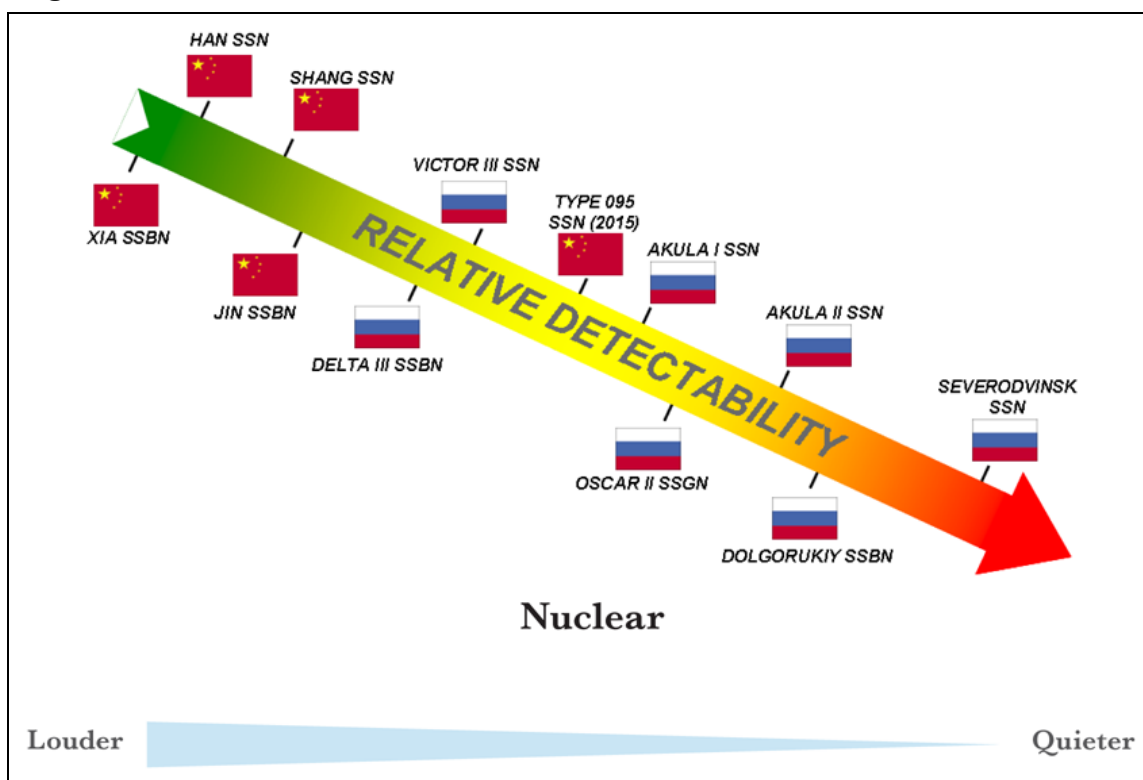 HAN SSN
SHANG SSN
VICTOR III SSN
TYPE 095
SSN (2015)
AKULA I SSN
XIA SSBN
JIN SSBN
AKULA II SSN
DELTA III SSBN
RELATIVE DETECTABILITY
SEVERODVINSK
SSN
OSCAR II SSGN
DOLGORUKIY SSBN
Nuclear
Louder
Quieter